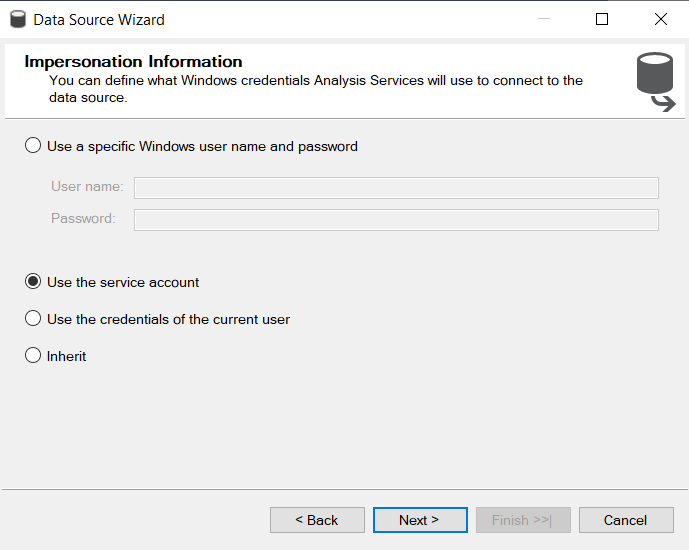 Data Source Wizard
Impersonation Information
You can define what Windows credentials Analysis Services will use to connect to the
data source.
Use a specific Windows user name and password
User name:
Password:
Use the service account
Use the credentials of the current user
Inherit
< Back
Next >
Finish >>|
Cancel